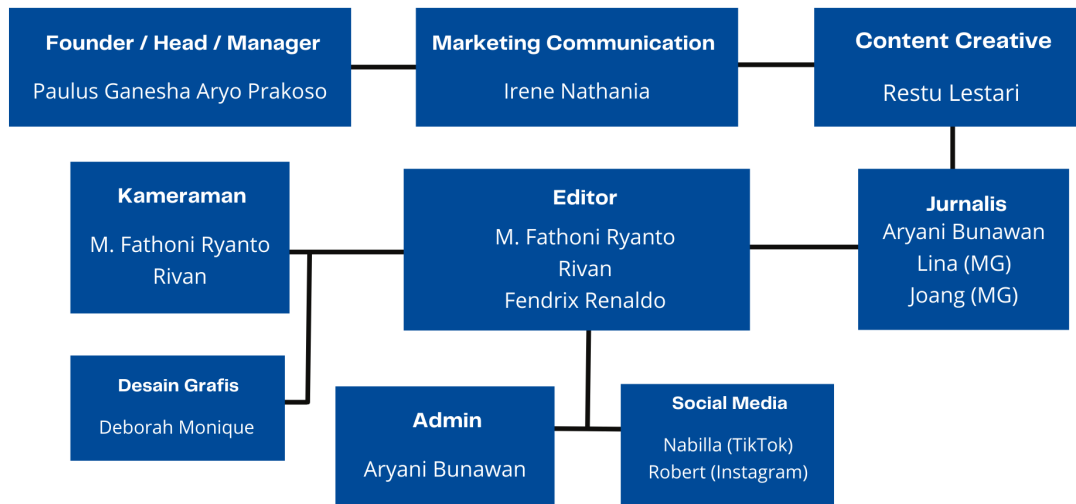 Founder / Head / Manager
Paulus Ganesha Aryo Prakoso
Marketing Communication
Irene Nathania
Content Creative
Restu Lestari
Kameraman
M. Fathoni Ryanto
Rivan
Editor
M. Fathoni Ryanto
Rivan
Fendrix Renaldo
Jurnalis
Aryani Bunawan
Lina (MG)
Joang (MG)
Desain Grafis
Deborah Monique
Admin
Aryani Bunawan
Social Media
Nabilla (TikTok)
Robert (Instagram)